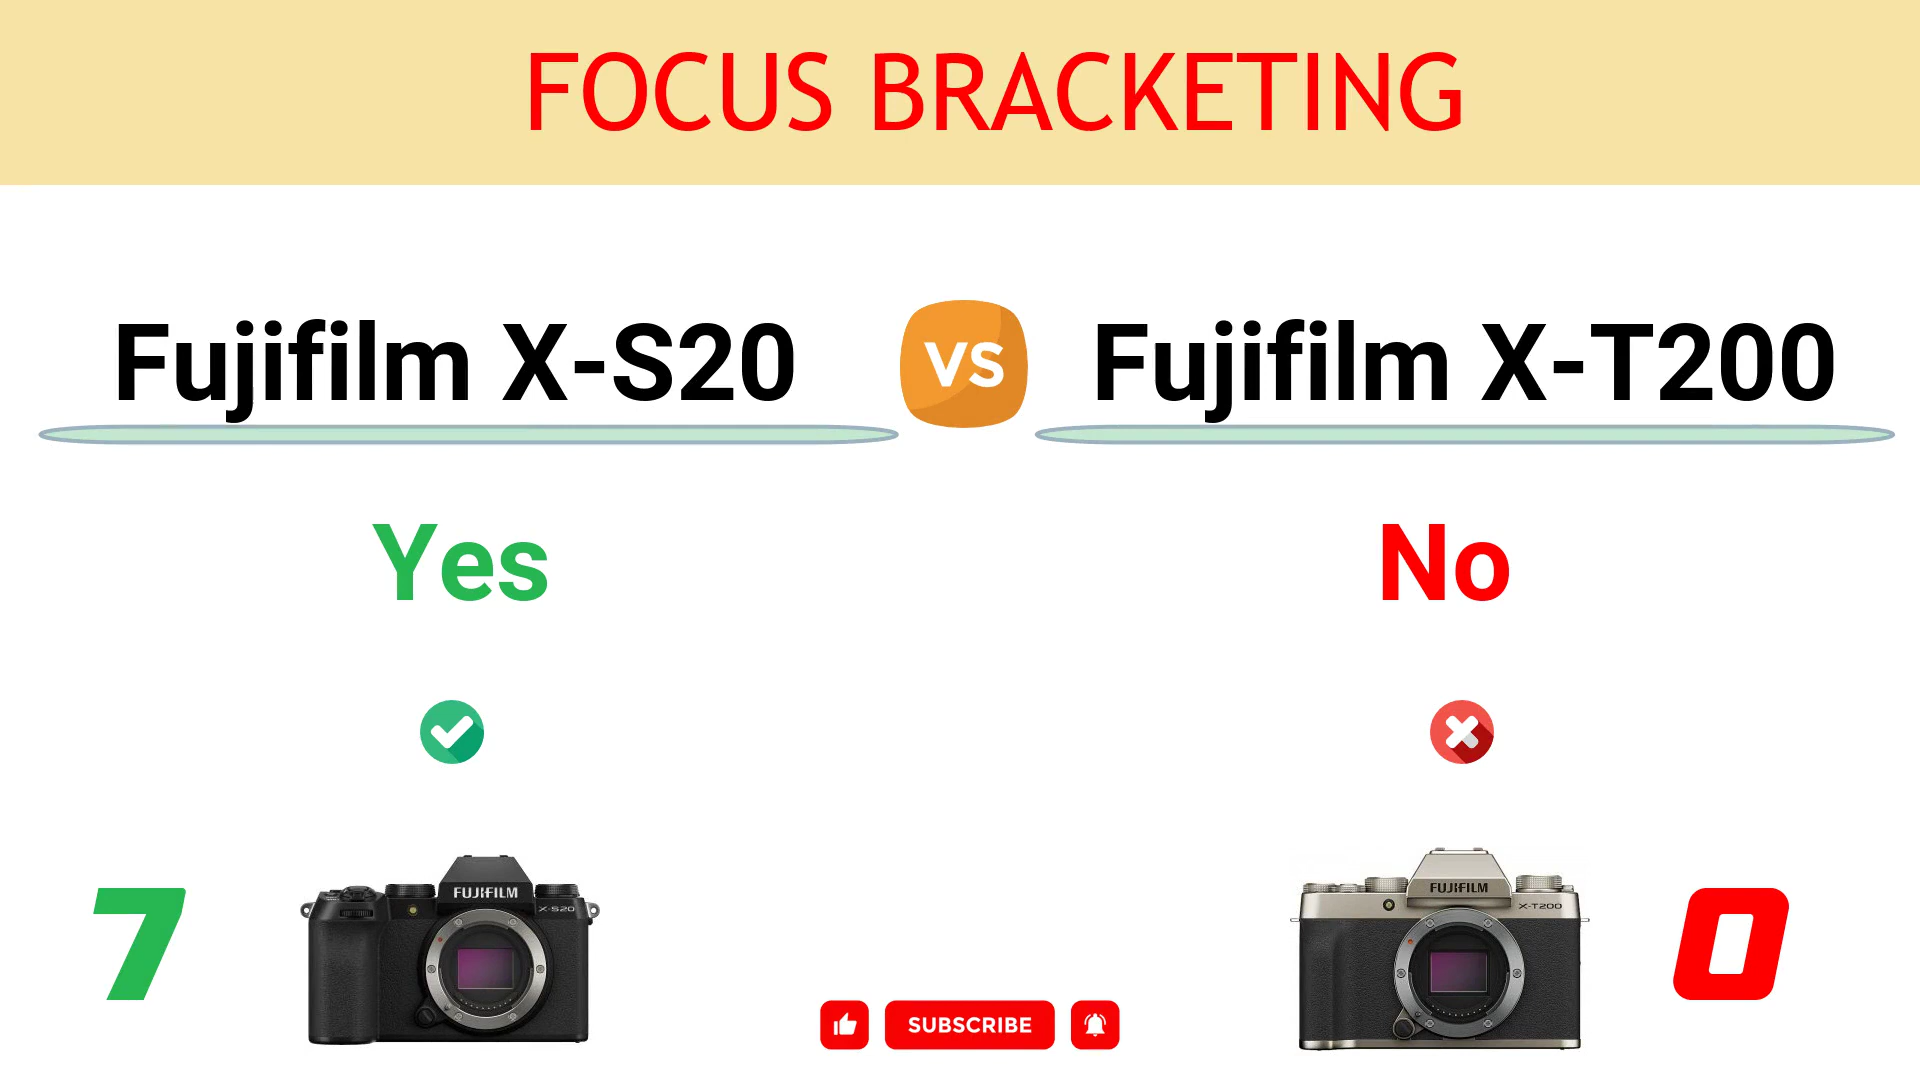 FOCUS BRACKETING
Fujifilm X-S20 VS Fujifilm X-T200
Yes No
7 FUJIFILM X-S20 FUJIFILM X-T200 0
SUBSCRIBE